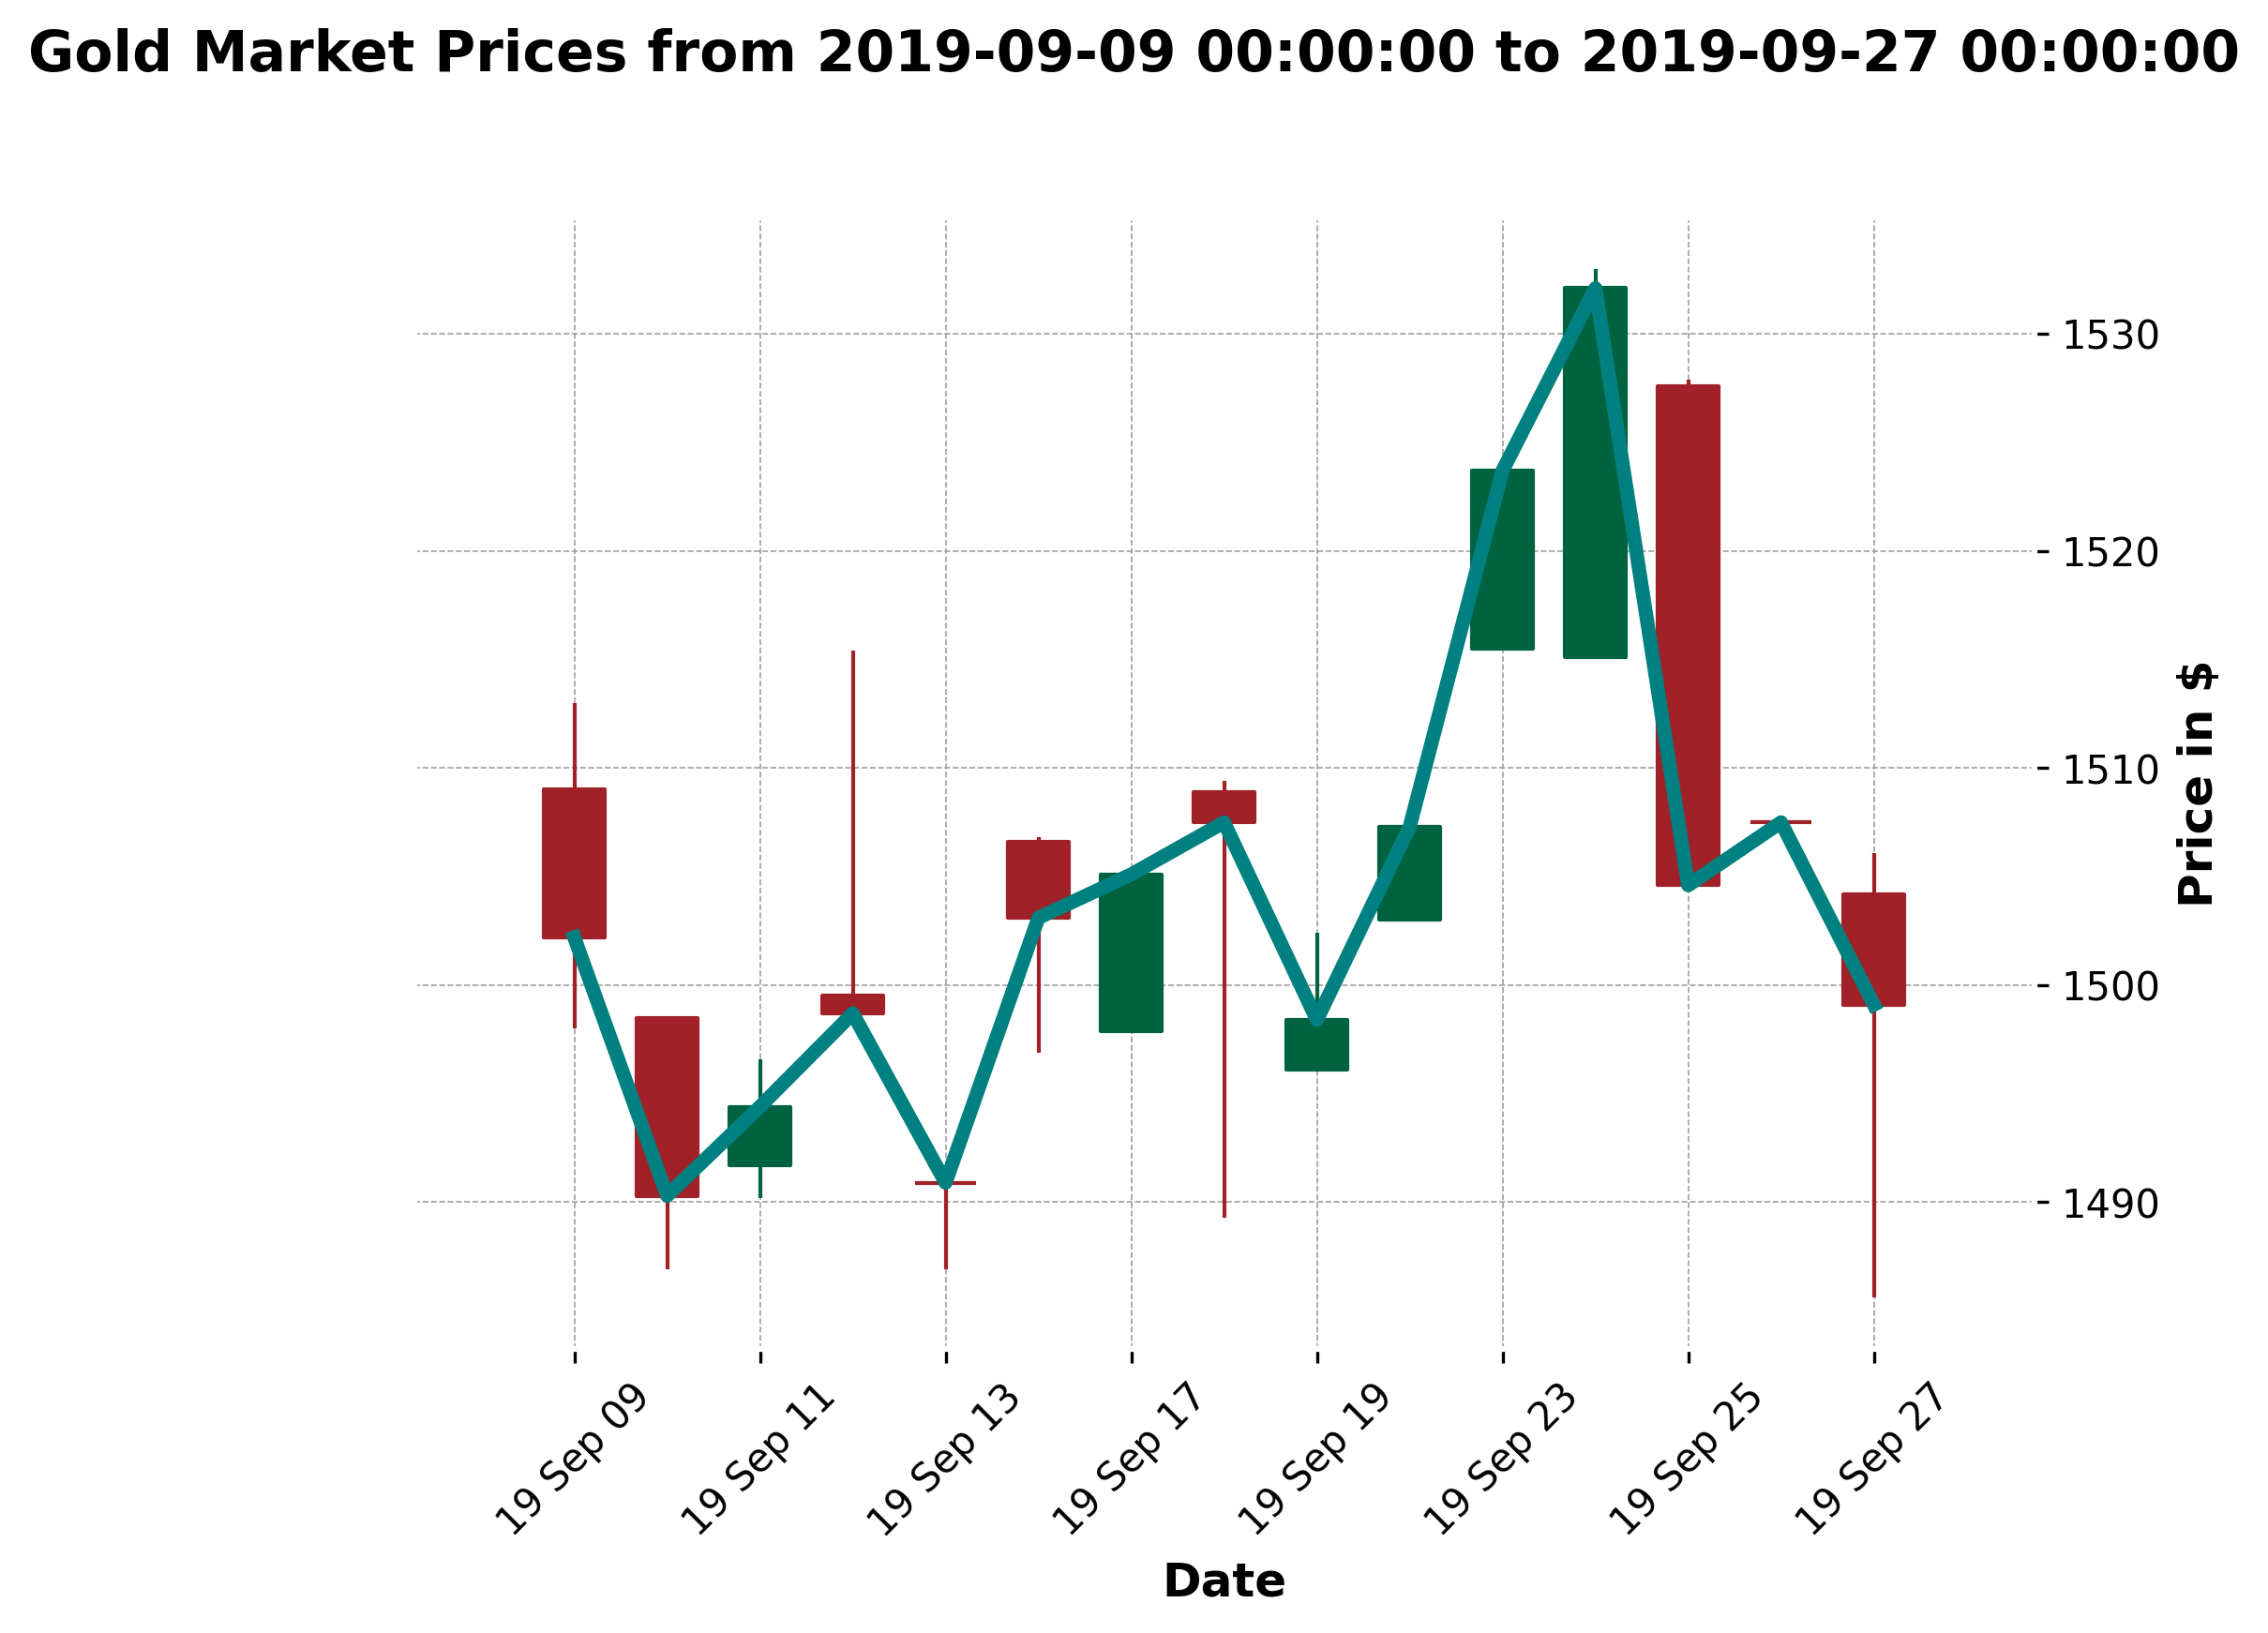 Gold Market Prices from 2019-09-09 00:00:00 to 2019-09-27 00:00:00
1530
1520
1510
1500
1490
Price in $
19 Sep 09
19 Sep 11
19 Sep 13
19 Sep 17
19 Sep 19
19 Sep 23
19 Sep 25
19 Sep 27
Date